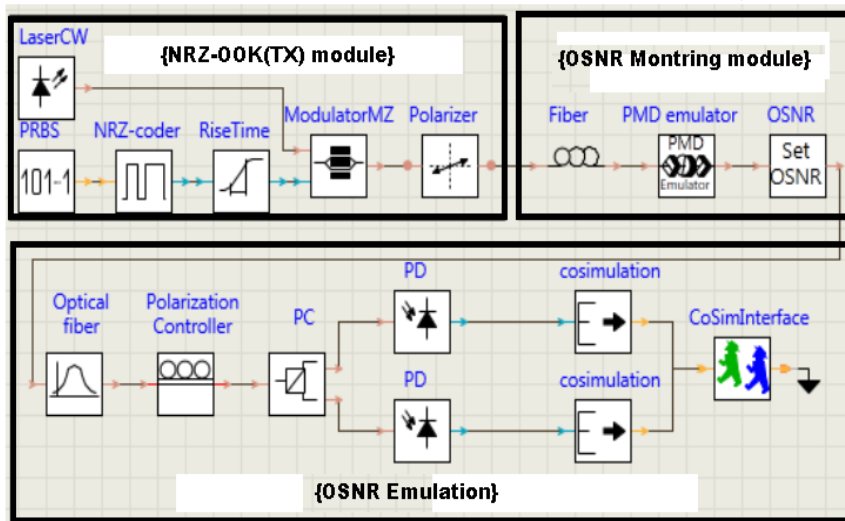 LaserCW
{NRZ-OOK(TX) module}
{OSNR Montring module}
PRBS
NRZ-coder
RiseTime
ModulatorMZ
Polarizer
Fiber
PMD emulator
OSNR
101-1
PMD
Emulator
Set
OSNR
Optical
fiber
Polarization
Controller
PC
PD
cosimulation
CoSimInterface
PD
cosimulation
{OSNR Emulation}